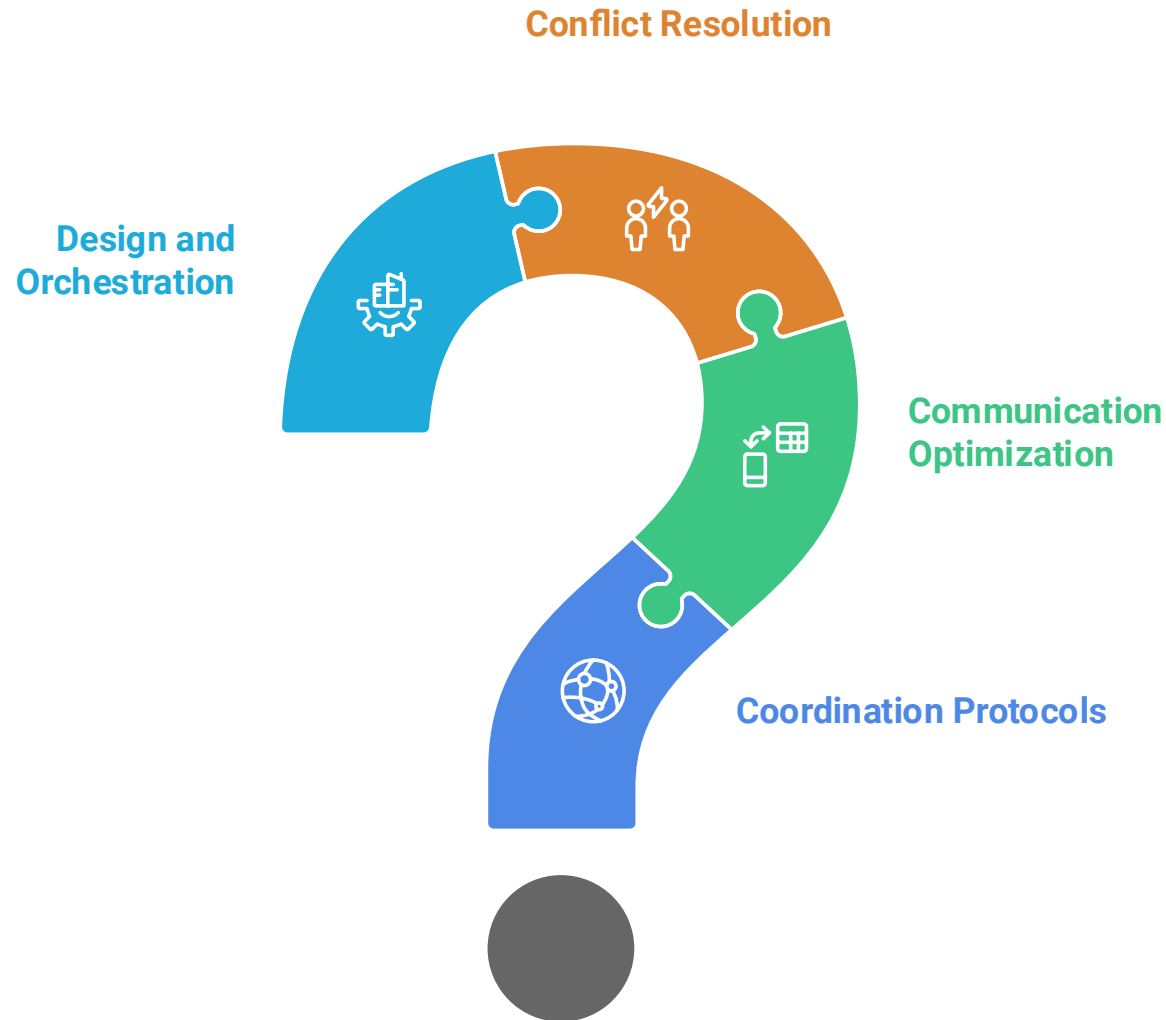 Conflict Resolution
Design and
Orchestration
Communication
Optimization
Coordination Protocols